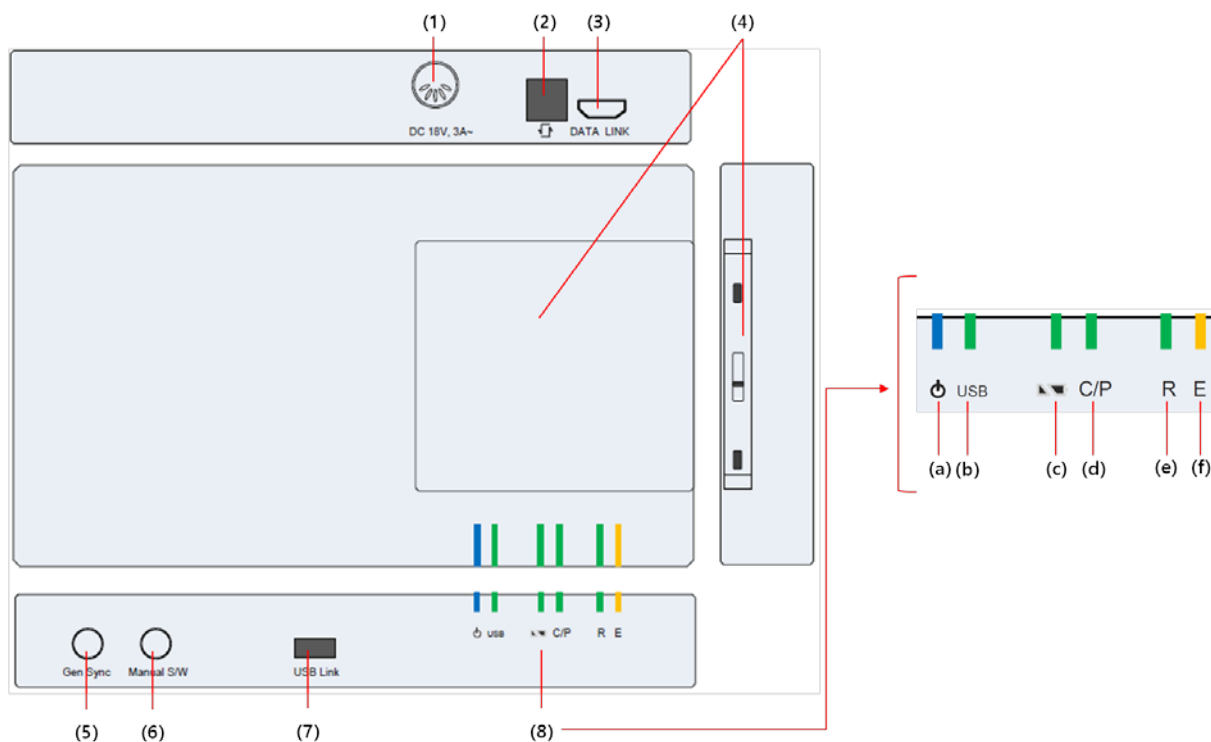 (1) (2) (3) (4)
DC 18V, 3A~ DATA LINK
USB C/P R E
(a) (b) (c) (d) (e) (f)
USB C/P R E
Gen Sync Manual S/W USB Link
(5) (6) (7) (8)